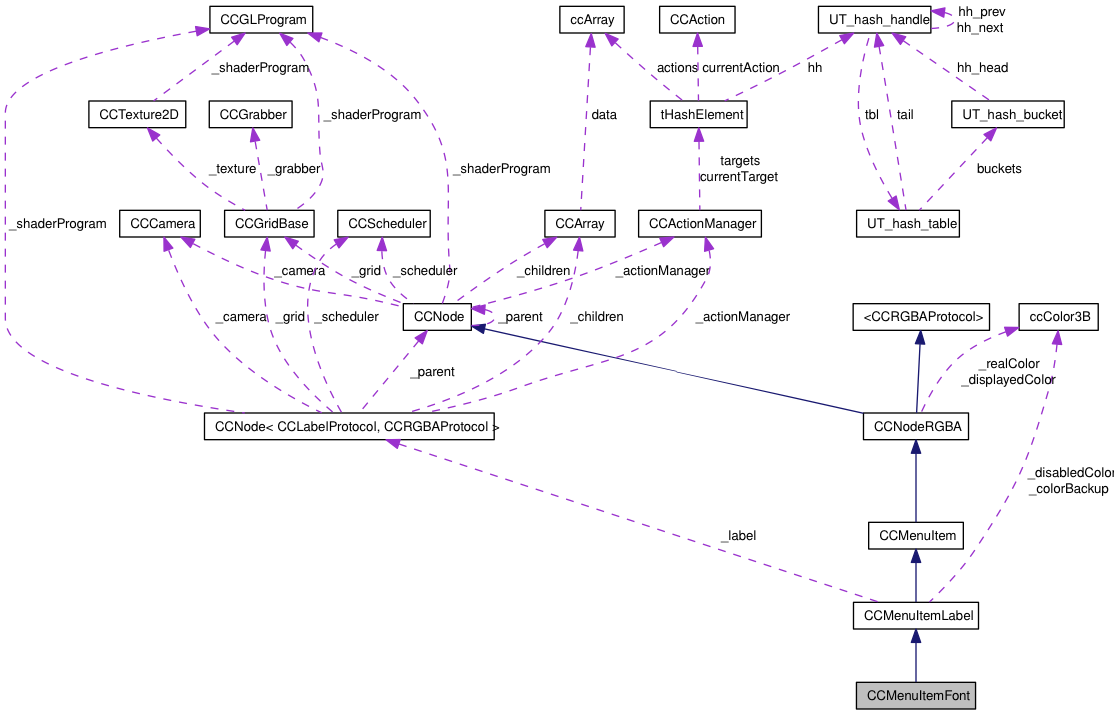 CCGLProgram
ccArray
CCAction
UT_hash_handle
hh_prev
hh_next
_shaderProgram
actions
currentAction
hh
hh_head
CCTexture2D
CCGrabber
_shaderProgram
data
tHashElement
tbl
tail
UT_hash_bucket
_texture
_grabber
_shaderProgram
targets
currentTarget
buckets
_shaderProgram
CCCamera
CCGridBase
CCScheduler
CCArray
CCActionManager
UT_hash_table
_camera
_grid
_scheduler
_children
_actionManager
_camera
_grid
_scheduler
CCNode
_parent
_children
_actionManager
<CCRGBAProtocol>
ccColor3B
_parent
_realColor
_displayedColor
CCNode< CCLabelProtocol, CCRGBAProtocol >
CCNodeRGBA
_disabledColor
_colorBackup
_label
CCMenuItem
CCMenuItemLabel
CCMenuItemFont